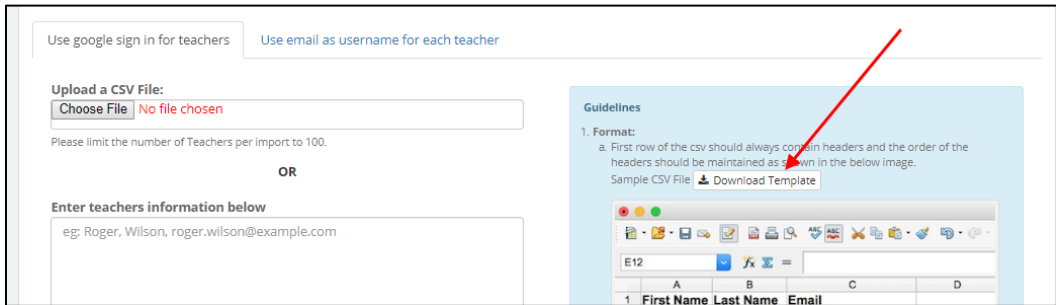 Use google sign in for teachers
Use email as username for each teacher
Upload a CSV File:
Choose File No file chosen
Please limit the number of Teachers per import to 100.
OR
Enter teachers information below
eg: Roger, Wilson, roger.wilson@example.com
Guidelines
1. Format:
a. First row of the csv should always contain headers and the order of the
headers should be maintained as shown in the below image.
Sample CSV File Download Template
ABC ABC
E12 fx Σ =
A B C D
1 First Name Last Name Email